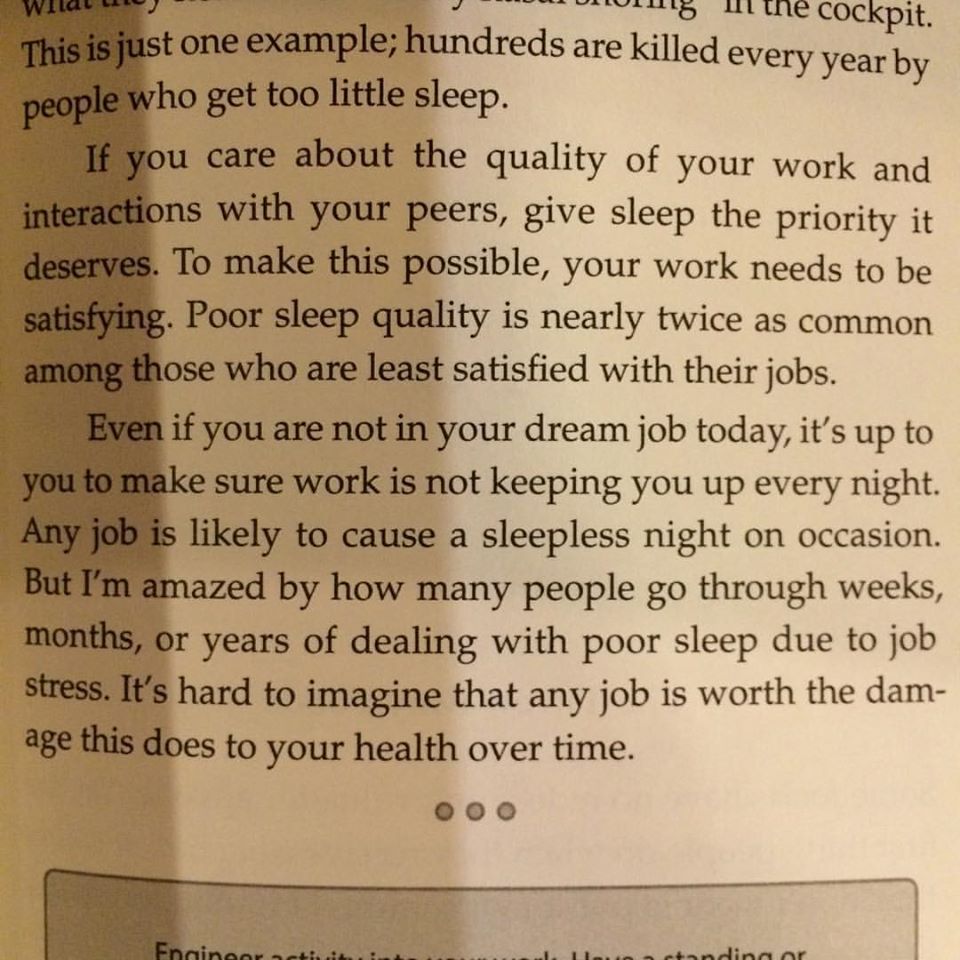 what they in the cockpit.
This is just one example; hundreds are killed every year by
people who get too little sleep.
If you care about the quality of your work and
interactions with your peers, give sleep the priority it
deserves. To make this possible, your work needs to be
satisfying. Poor sleep quality is nearly twice as common
among those who are least satisfied with their jobs.
Even if you are not in your dream job today, it's up to
you to make sure work is not keeping you up every night.
Any job is likely to cause a sleepless night on occasion.
But I'm amazed by how many people go through weeks,
months, or years of dealing with poor sleep due to job
stress. It's hard to imagine that any job is worth the dam-
age this does to your health over time.
Engineer activity into your work. Have a standing or